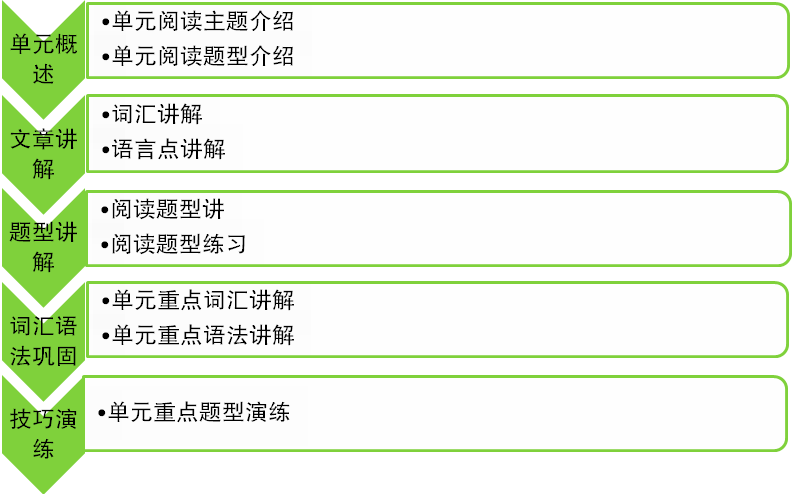 单元概
述
•单元阅读主题介绍
•单元阅读题型介绍
文章讲
解
•词汇讲解
•语言点讲解
题型讲
解
•阅读题型讲
•阅读题型练习
词汇语
法巩固
•单元重点词汇讲解
•单元重点语法讲解
技巧演
练
•单元重点题型演练